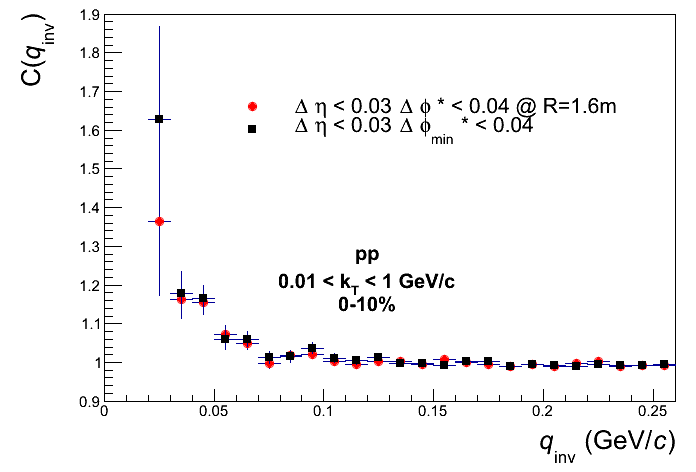 C(q_inv)
1.9
1.8
1.7
1.6
1.5
1.4
1.3
1.2
1.1
1
0.9
Δ η < 0.03 Δ ϕ * < 0.04 @ R=1.6m
Δ η < 0.03 Δ ϕ_min * < 0.04
pp
0.01 < k_T < 1 GeV/c
0-10%
0 0.05 0.1 0.15 0.2 0.25
q_inv (GeV/c)